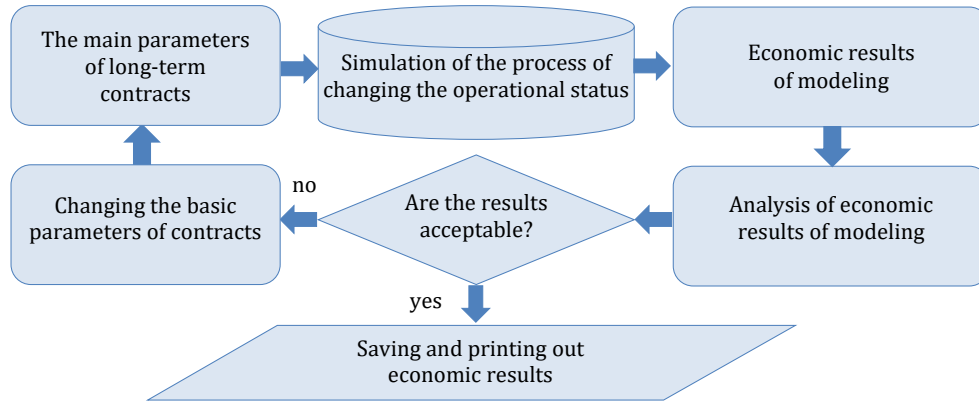 The main parameters
of long-term
contracts
Simulation of the process of
changing the operational status
Economic results
of modeling
Changing the basic
parameters of contracts
no
Are the results
acceptable?
Analysis of economic
results of modeling
yes
Saving and printing out
economic results